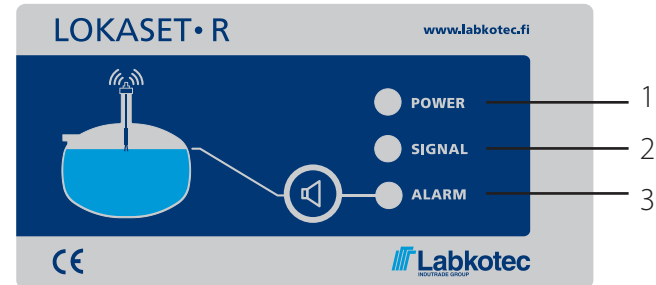 LOKASET• R
www.labkotec.fi
POWER
1
SIGNAL
2
ALARM
3
CE
Labkotec
INDUTRADE GROUP